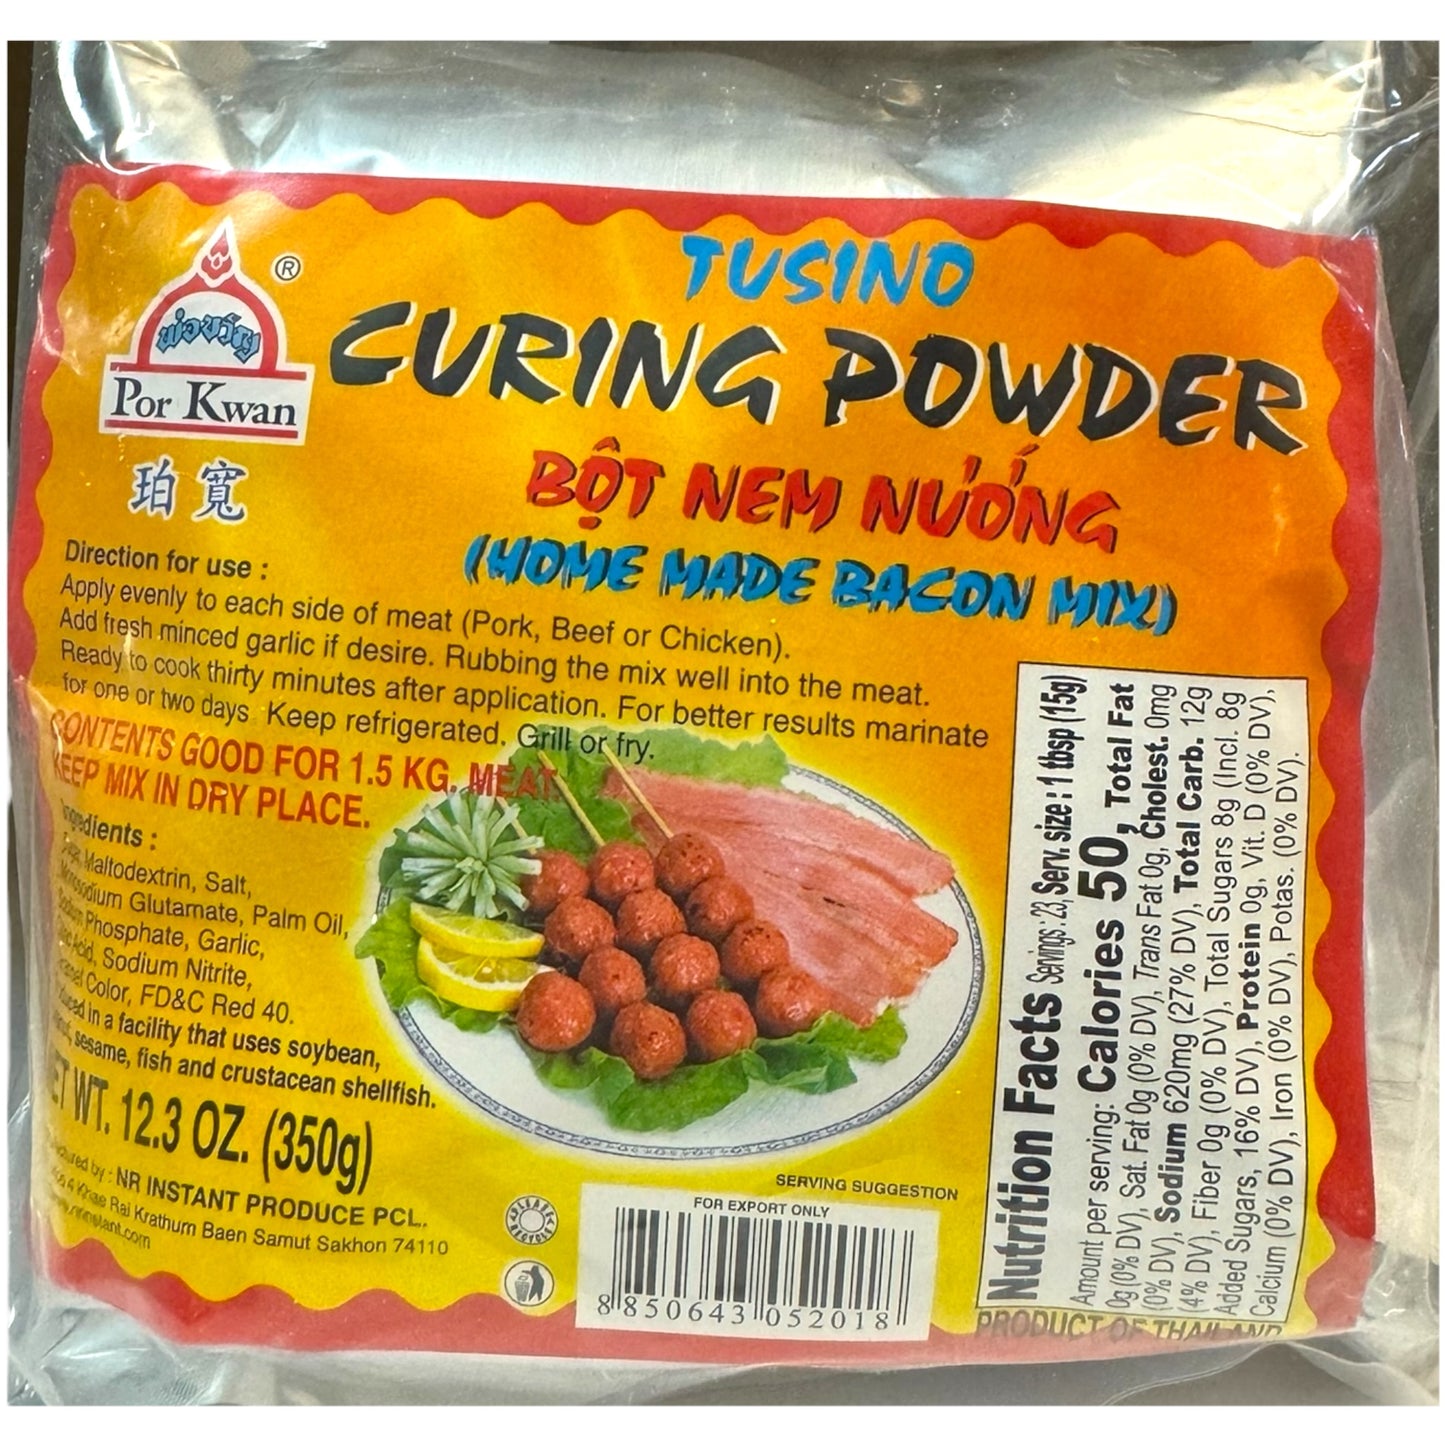 TUSINO
CURING POWDER
BỘT NEM NƯỚNG
(HOME MADE BACON MIX)
®
พ่อขวัญ
Por Kwan
珀寬
Direction for use :
Apply evenly to each side of meat (Pork, Beef or Chicken).
Add fresh minced garlic if desire. Rubbing the mix well into the meat.
Ready to cook thirty minutes after application. For better results marinate
for one or two days Keep refrigerated. Grill or fry.
CONTENTS GOOD FOR 1.5 KG. MEAT.
KEEP MIX IN DRY PLACE.
Ingredients :
Maltodextrin, Salt,
Monosodium Glutamate, Palm Oil,
Sodium Phosphate, Garlic,
Acid, Sodium Nitrite,
Color, FD&C Red 40.
in a facility that uses soybean,
sesame, fish and crustacean shellfish.
WT. 12.3 OZ. (350g)
by : NR INSTANT PRODUCE PCL.
4 Khae Rai Krathum Baen Samut Sakhon 74110
SERVING SUGGESTION
FOR EXPORT ONLY
8 850643 052018
Nutrition Facts Servings: 23, Serv. size : 1 tbsp (15g)
Amount per serving: Calories 50, Total Fat
0g (0% DV), Sat. Fat 0g (0% DV), Trans Fat 0g, Cholest. 0mg
(0% DV), Sodium 620mg (27% DV), Total Carb. 12g
(4% DV), Fiber 0g (0% DV), Total Sugars 8g (Incl. 8g
Added Sugars, 16% DV), Protein 0g, Vit. D (0% DV),
Calcium (0% DV), Iron (0% DV), Potas. (0% DV).
PRODUCT OF THAILAND